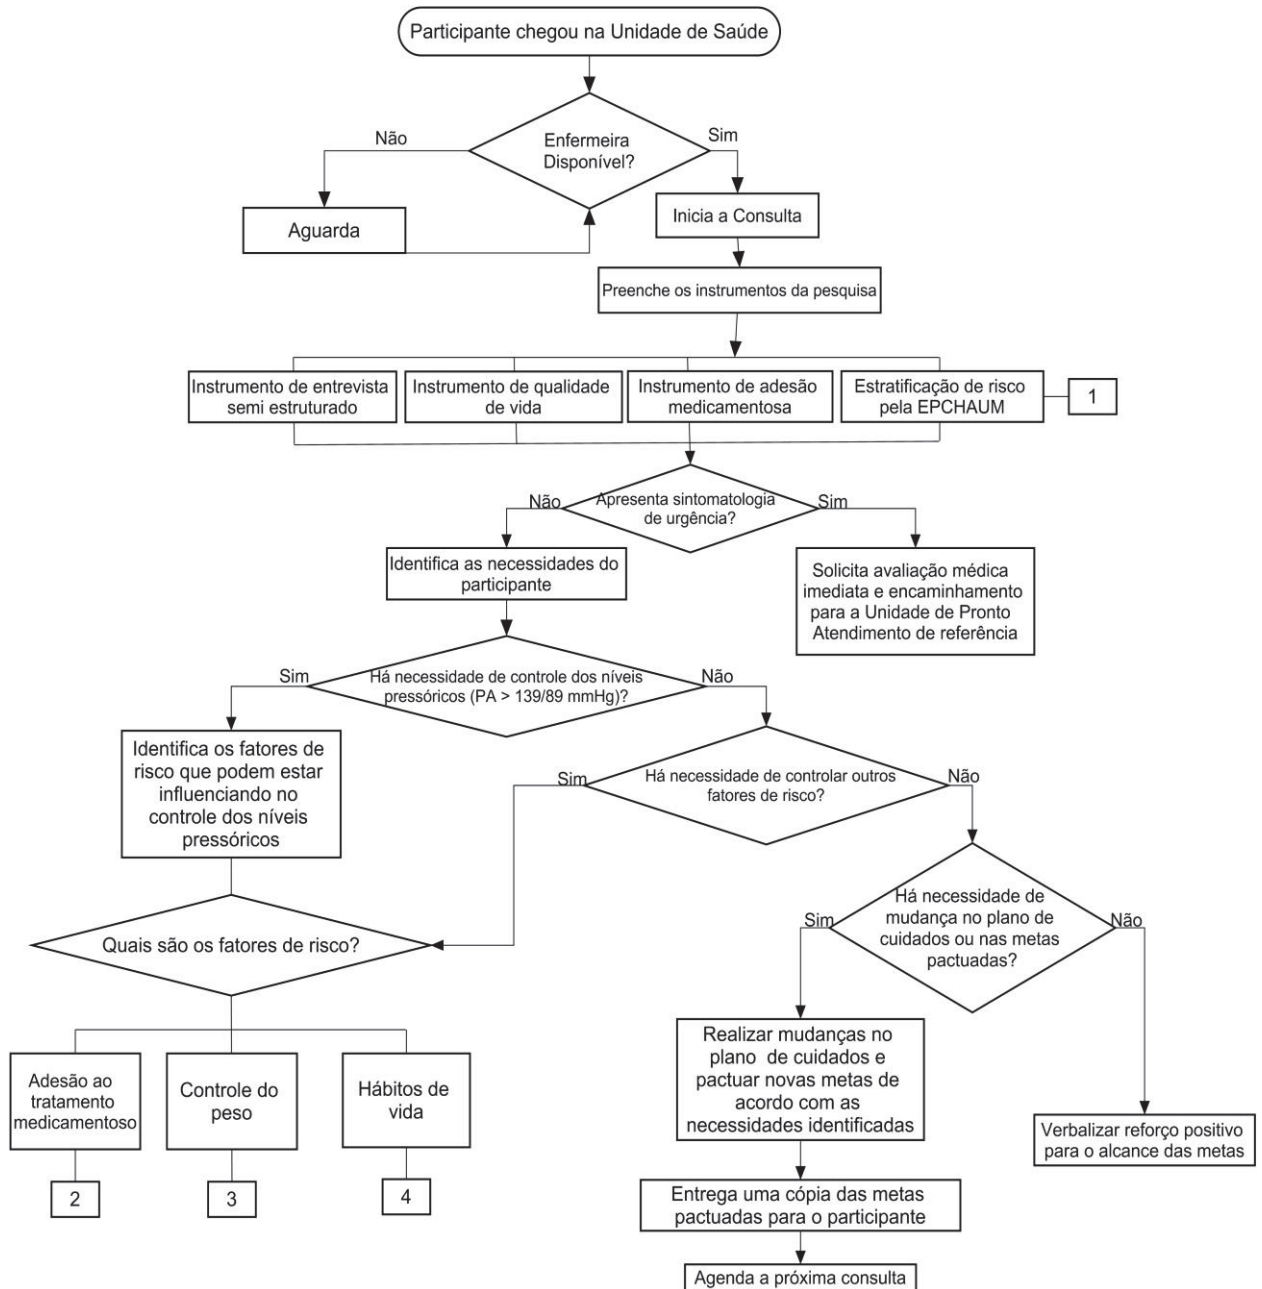 Participante chegou na Unidade de Saúde
Não
Enfermeira
Disponível?
Sim
Aguarda
Inicia a Consulta
Preenche os instrumentos da pesquisa
Instrumento de entrevista
semi estruturado
Instrumento de qualidade
de vida
Instrumento de adesão
medicamentosa
Estratificação de risco
pela EPCHAUM
1
Não
Apresenta sintomatologia
de urgência?
Sim
Identifica as necessidades do
participante
Solicita avaliação médica
imediata e encaminhamento
para a Unidade de Pronto
Atendimento de referência
Sim
Há necessidade de controle dos níveis
pressóricos (PA > 139/89 mmHg)?
Não
Identifica os fatores de
risco que podem estar
influenciando no
controle dos níveis
pressóricos
Sim
Há necessidade de controlar outros
fatores de risco?
Não
Quais são os fatores de risco?
Sim
Há necessidade de
mudança no plano de
cuidados ou nas metas
pactuadas?
Não
Adesão ao
tratamento
medicamentoso
Controle do
peso
Hábitos de
vida
2
3
4
Realizar mudanças no
plano de cuidados e
pactuar novas metas de
acordo com as
necessidades identificadas
Verbalizar reforço positivo
para o alcance das metas
Entrega uma cópia das metas
pactuadas para o participante
Agenda a próxima consulta